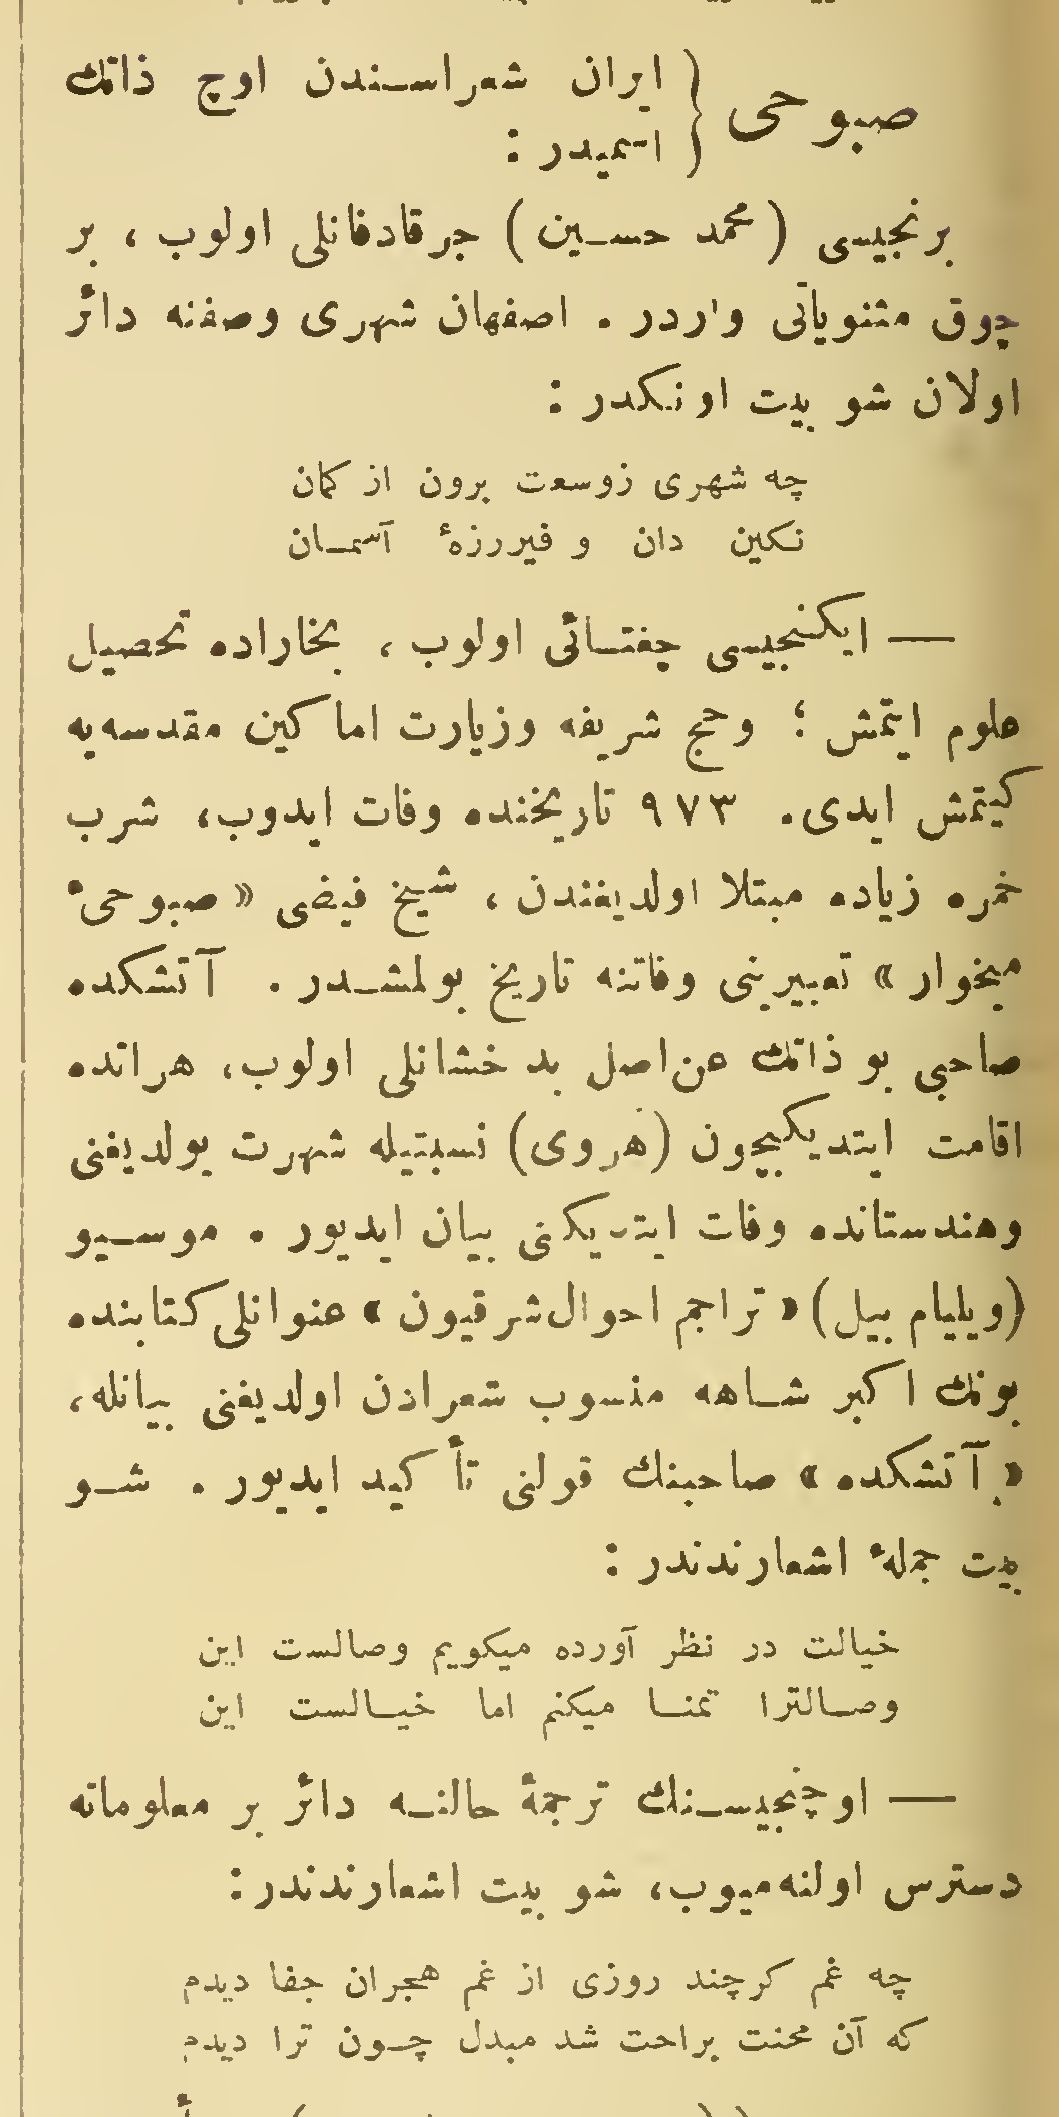 صبوحی } ایران شعراسندن اوچ ذاتك
اسمیدر :
برنجیسی ( محمد حسین ) جرقادقانلی اولوب ، بر
چوق مثنویاتی واردر . اصفهان شهری وصفنه دائر
اولان شو بیت اونکدر :
چه شهری زوسعت برون از کمان
نکین دان و فیروزهٔ آسمان
— ایکنجیسی چغتائی اولوب ، بخاراده تحصیل
علوم ایتمش ؛ وحج شریفه وزیارت اماکین مقدسه‌یه
کیتمش ایدی . ۹۷۳ تاریخنده وفات ایدوب، شرب
خمره زیاده مبتلا اولدیغندن ، شیخ فیضی « صبوحیٔ
میخوار » تعبیرینی وفاتنه تاریخ بولمشدر . آتشکده
صاحبی بو ذاتك عن‌اصل بدخشانلی اولوب، هراتده
اقامت ایتدیکیچون (هروی) نسبتیله شهرت بولدیغنی
وهندستانده وفات ایتدیکنی بیان ایدیور . موسیو
(ویلیام بیل) « تراجم احوال شرقیون » عنوانلی کتابنده
بونك اکبر شاهه منسوب شعرادن اولدیغنی بیانله،
« آتشکده » صاحبنك قولنی تأکید ایدیور . شو
بیت جملهٔ اشعارندندر :
خیالت در نظر آورده میکویم وصالست این
وصالترا تمنا میکنم اما خیالست این
— اوچنجیسنك ترجمهٔ حالنه دائر بر معلوماته
دسترس اولنه‌میوب، شو بیت اشعارندندر:
چه غم کرچند روزی از غم هجران جفا دیدم
که آن محنت براحت شد مبدل چون ترا دیدم